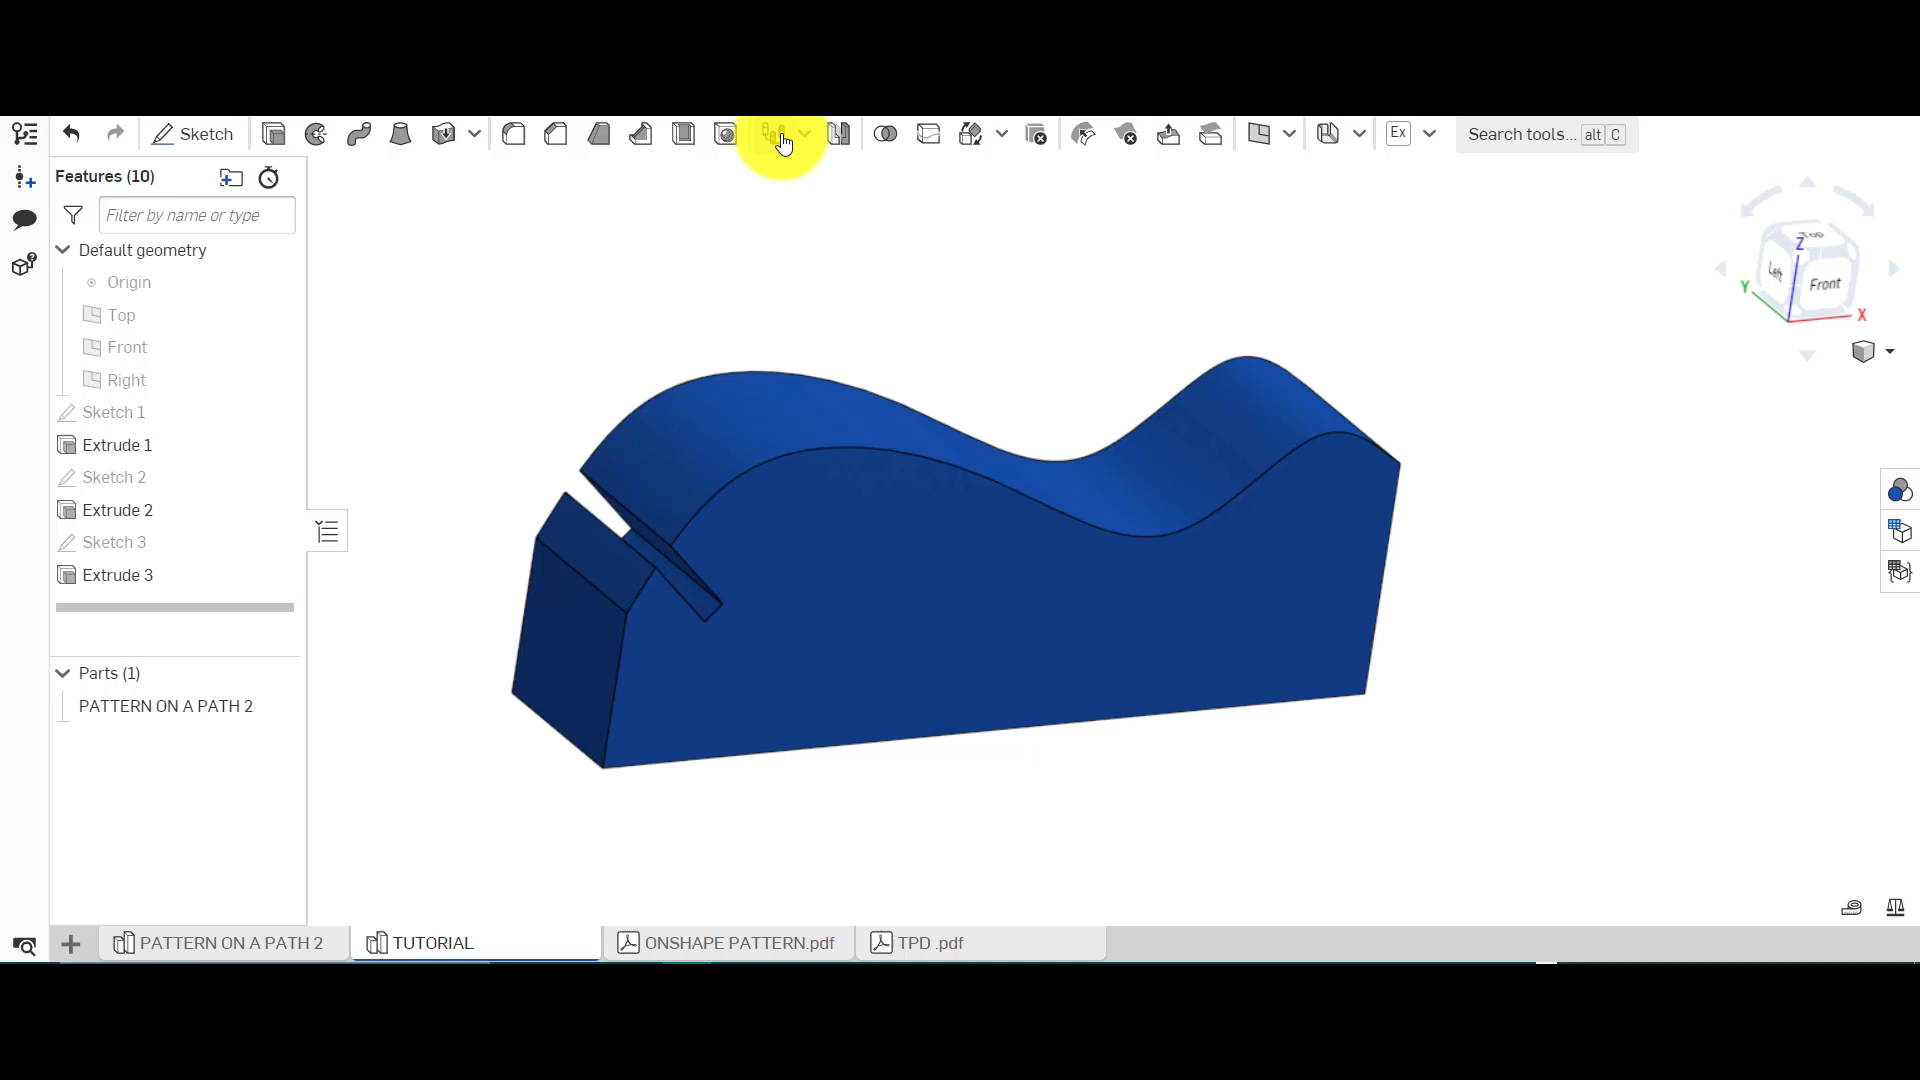 Sketch
Ex
Search tools... alt C
Features (10)
Filter by name or type
Default geometry
Origin
Top
Front
Right
Sketch 1
Extrude 1
Sketch 2
Extrude 2
Sketch 3
Extrude 3
Parts (1)
PATTERN ON A PATH 2
Top
Z
Left
Front
Y
X
PATTERN ON A PATH 2
TUTORIAL
ONSHAPE PATTERN.pdf
TPD .pdf